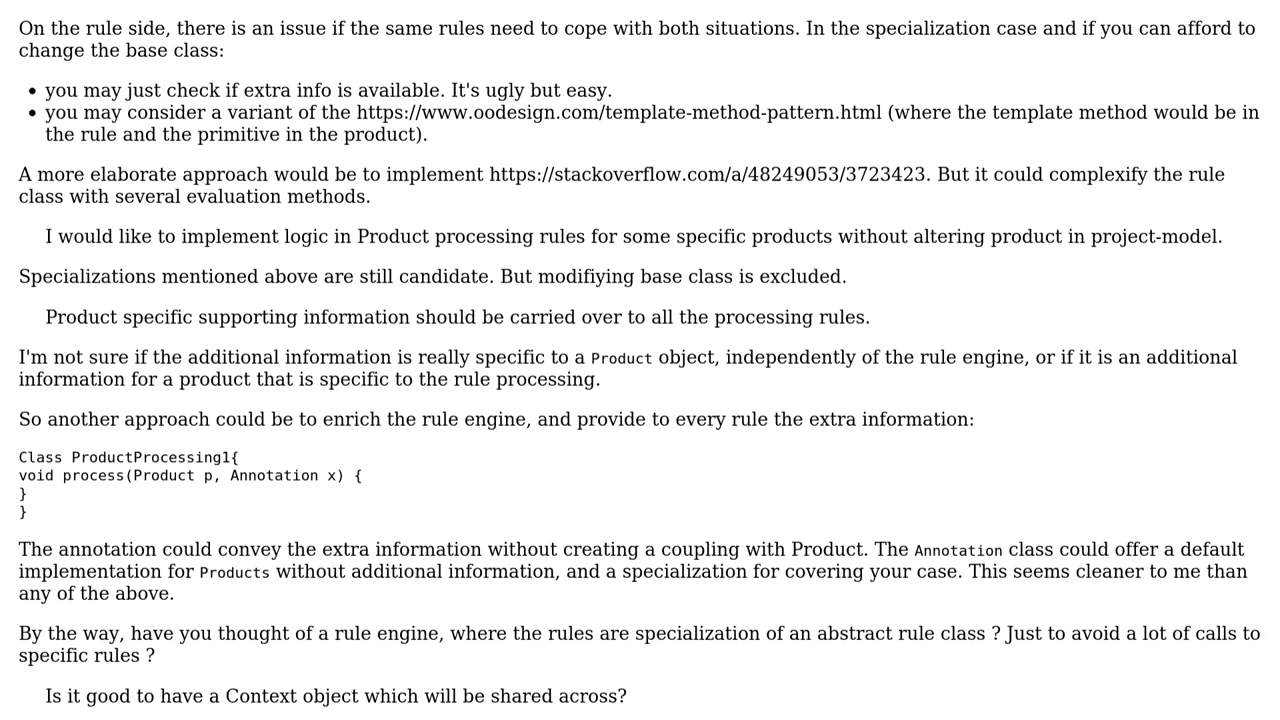 On the rule side, there is an issue if the same rules need to cope with both situations. In the specialization case and if you can afford to
change the base class:
• you may just check if extra info is available. It's ugly but easy.
• you may consider a variant of the https://www.oodesign.com/template-method-pattern.html (where the template method would be in
the rule and the primitive in the product).
A more elaborate approach would be to implement https://stackoverflow.com/a/48249053/3723423. But it could complexify the rule
class with several evaluation methods.
I would like to implement logic in Product processing rules for some specific products without altering product in project-model.
Specializations mentioned above are still candidate. But modifiying base class is excluded.
Product specific supporting information should be carried over to all the processing rules.
I'm not sure if the additional information is really specific to a Product object, independently of the rule engine, or if it is an additional
information for a product that is specific to the rule processing.
So another approach could be to enrich the rule engine, and provide to every rule the extra information:
Class ProductProcessing1{
void process(Product p, Annotation x) {
}
}
The annotation could convey the extra information without creating a coupling with Product. The Annotation class could offer a default
implementation for Products without additional information, and a specialization for covering your case. This seems cleaner to me than
any of the above.
By the way, have you thought of a rule engine, where the rules are specialization of an abstract rule class ? Just to avoid a lot of calls to
specific rules ?
Is it good to have a Context object which will be shared across?